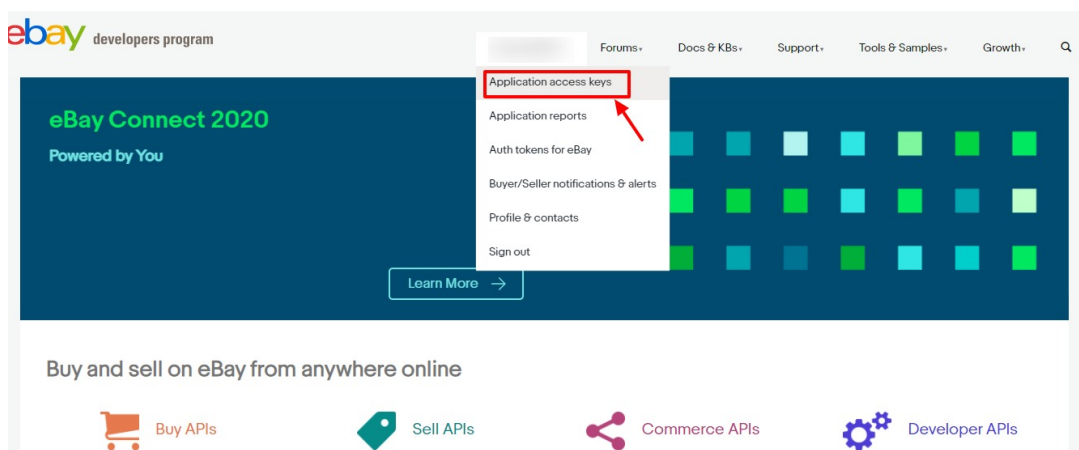 ebay developers program
Forums
Docs & KBs
Support
Tools & Samples
Growth
Application access keys
Application reports
Auth tokens for eBay
Buyer/Seller notifications & alerts
Profile & contacts
Sign out
eBay Connect 2020
Powered by You
Learn More
Buy and sell on eBay from anywhere online
Buy APIs
Sell APIs
Commerce APIs
Developer APIs